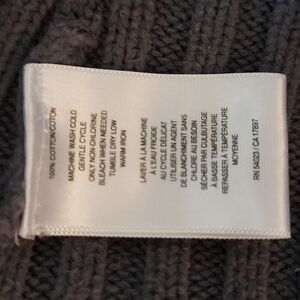 100% COTTON/COTON
MACHINE WASH COLD
GENTLE CYCLE
ONLY NON-CHLORINE
BLEACH WHEN NEEDED
TUMBLE DRY LOW
WARM IRON
LAVER À LA MACHINE
À L'EAU FROIDE
AU CYCLE DÉLICAT
UTILISER UN AGENT
DE BLANCHIMENT SANS
CHLORE AU BESOIN
SÉCHER PAR CULBUTAGE
À BASSE TEMPÉRATURE
REPASSER À TEMPÉRATURE
MOYENNE
RN 54023 / CA 17897